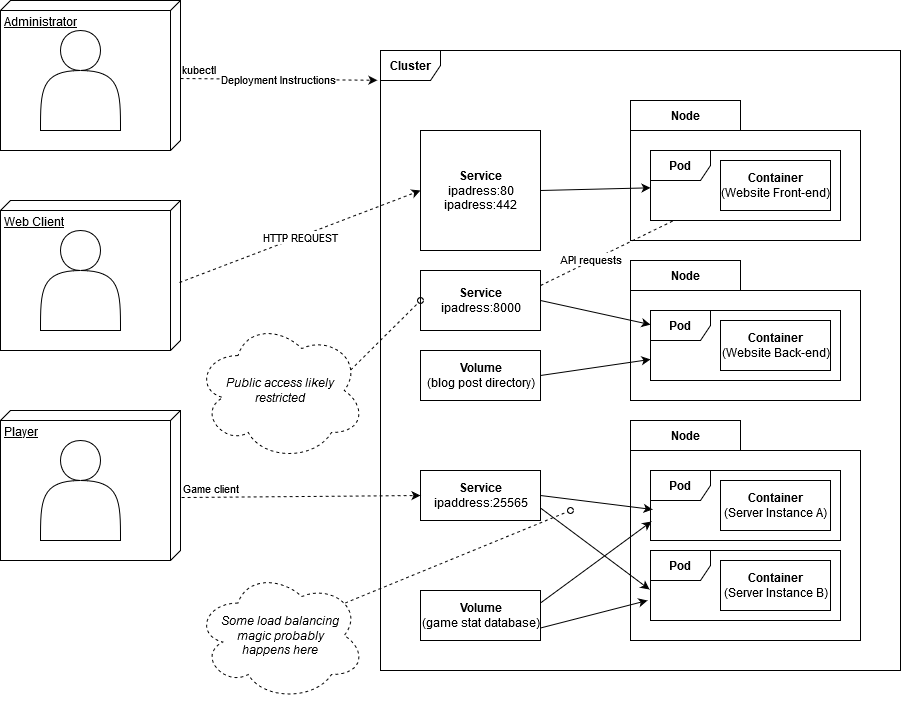 Administrator
kubectl
Deployment Instructions
Cluster
Node
Pod
Container
(Website Front-end)
Service
ipadress:80
ipadress:442
Web Client
HTTP REQUEST
API requests
Service
ipadress:8000
Node
Pod
Container
(Website Back-end)
Public access likely
restricted
Volume
(blog post directory)
Player
Game client
Service
ipaddress:25565
Node
Pod
Container
(Server Instance A)
Pod
Container
(Server Instance B)
Some load balancing
magic probably
happens here
Volume
(game stat database)